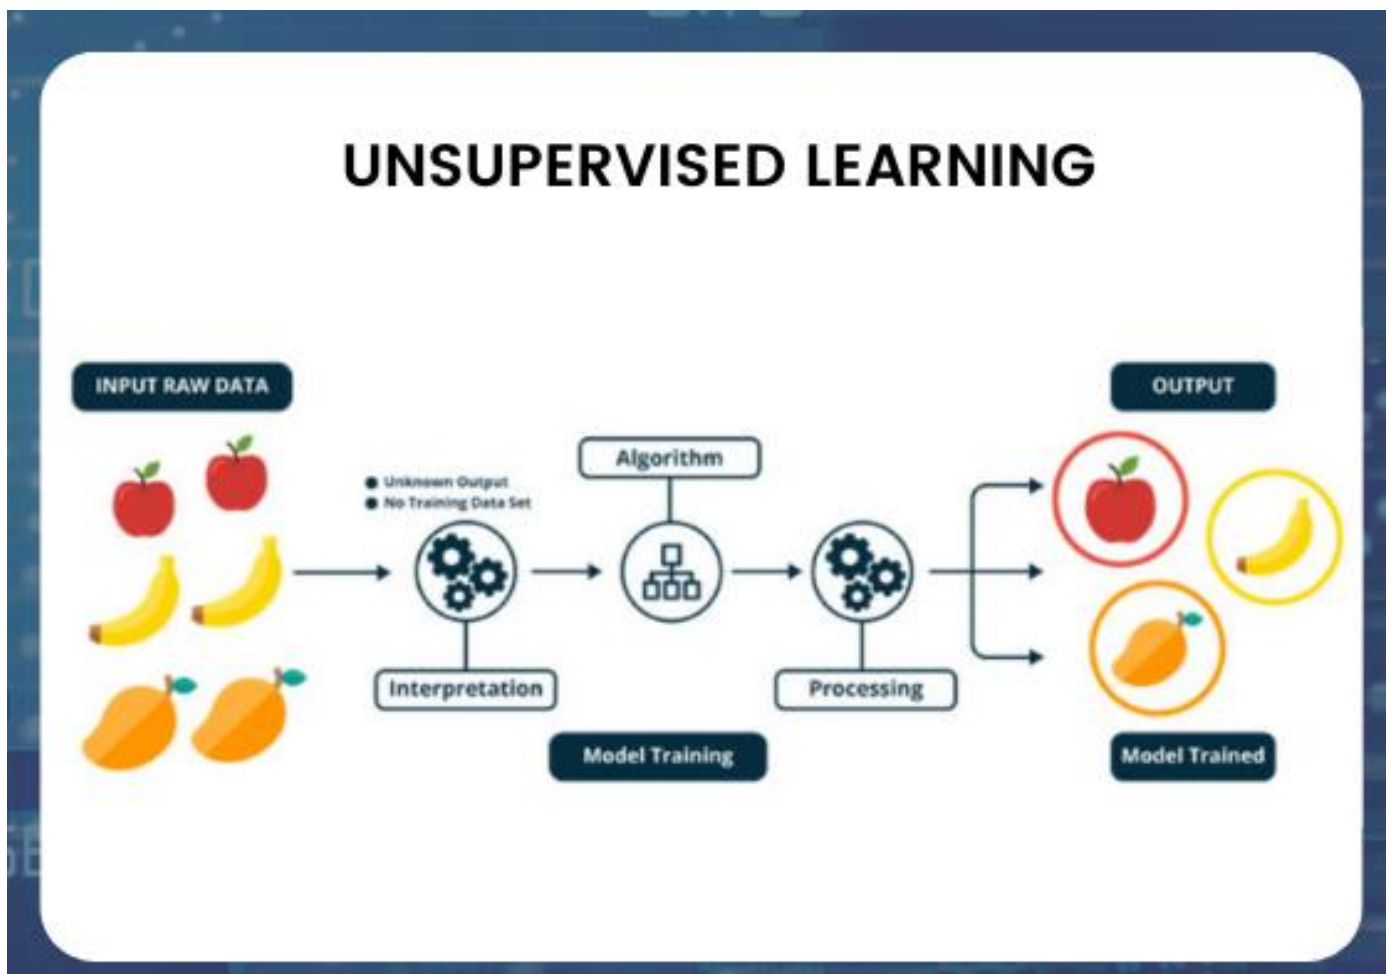 UNSUPERVISED LEARNING
INPUT RAW DATA
OUTPUT
Algorithm
● Unknown Output
● No Training Data Set
Interpretation
Processing
Model Training
Model Trained